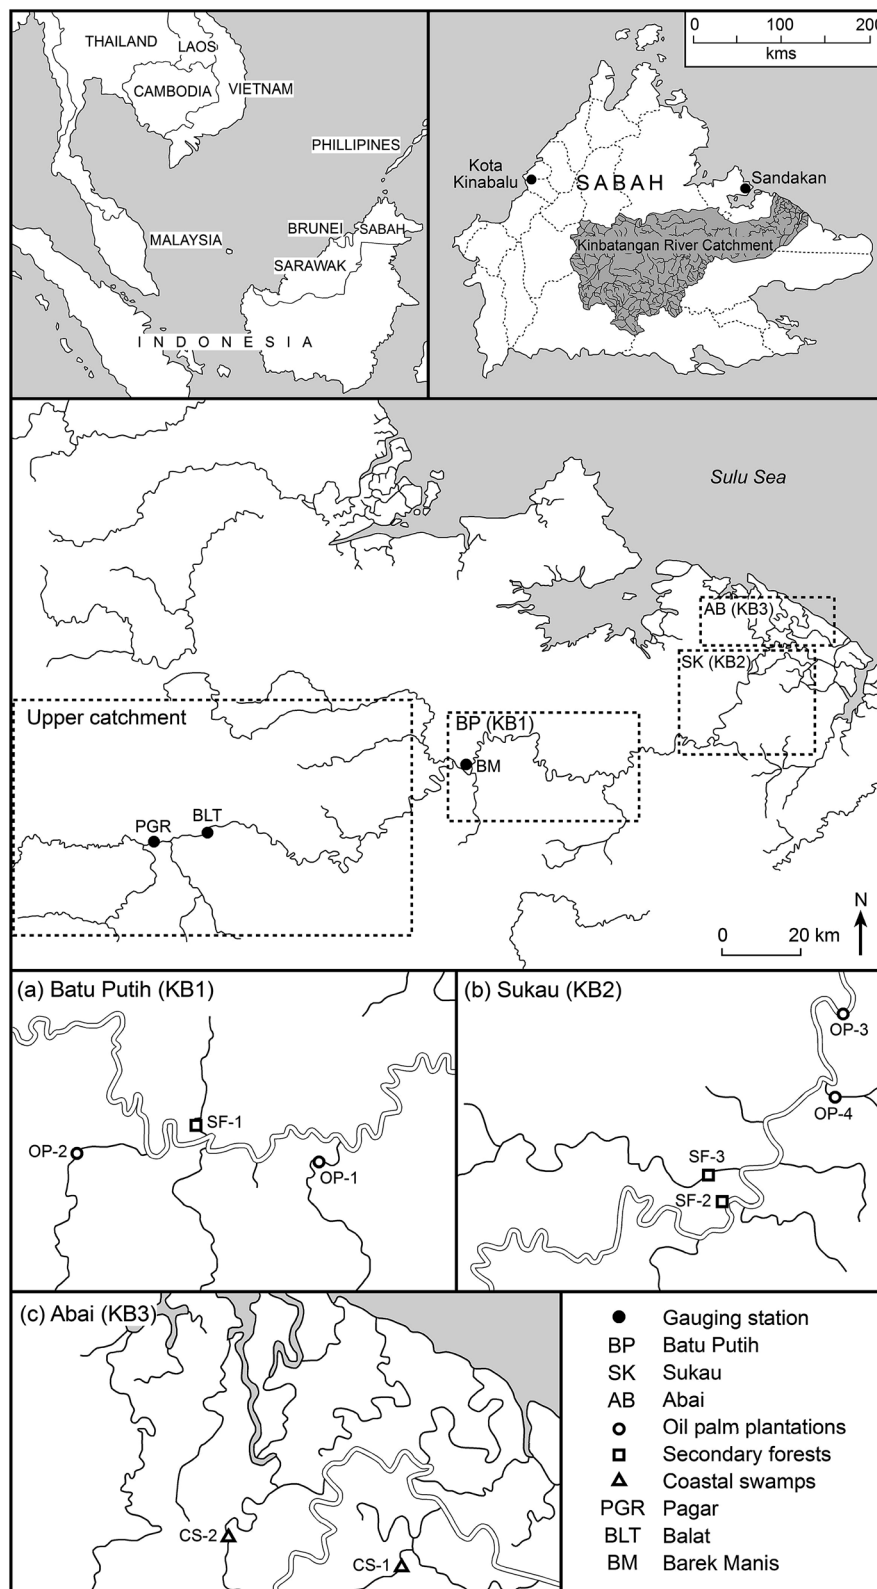 THAILAND
LAOS
CAMBODIA
VIETNAM
PHILLIPINES
BRUNEI
SABAH
MALAYSIA
SARAWAK
INDONESIA
0 100 200
kms
Kota
Kinabalu
SABAH
Sandakan
Kinbatangan River Catchment
Sulu Sea
AB (KB3)
SK (KB2)
Upper catchment
BP (KB1)
BM
PGR
BLT
N
0 20 km
(a) Batu Putih (KB1)
SF-1
OP-2
OP-1
(b) Sukau (KB2)
OP-3
OP-4
SF-3
SF-2
(c) Abai (KB3)
CS-2
CS-1
Gauging station
BP Batu Putih
SK Sukau
AB Abai
Oil palm plantations
Secondary forests
Coastal swamps
PGR Pagar
BLT Balat
BM Barek Manis